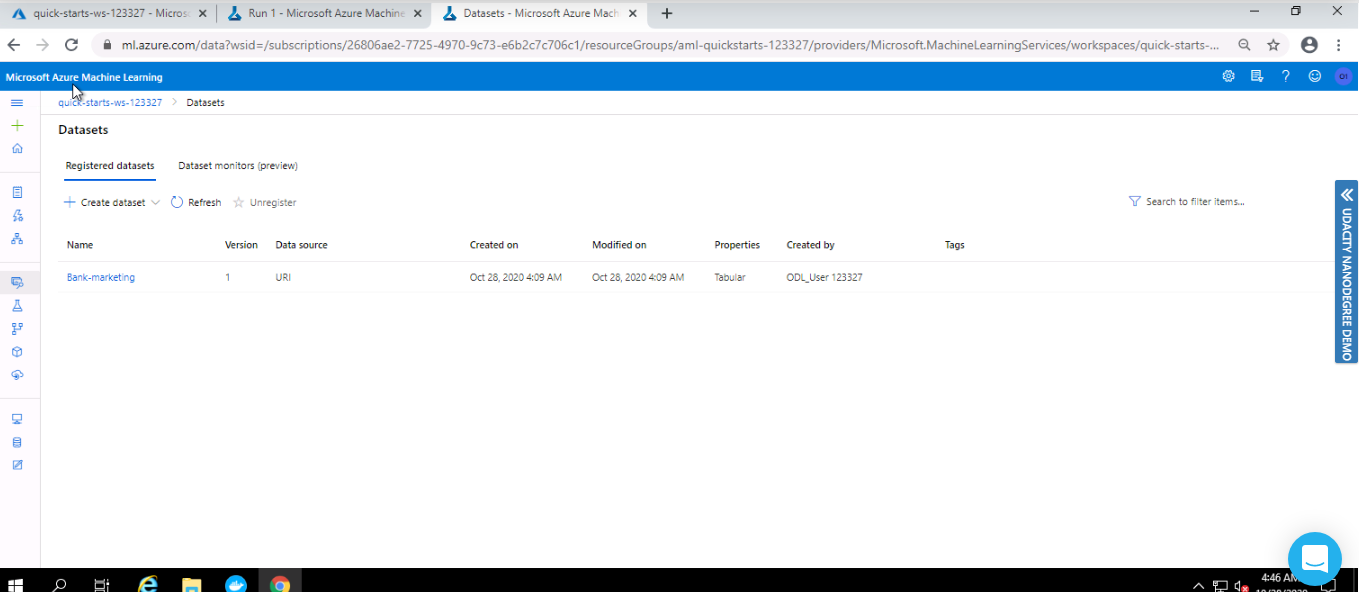 quick-starts-ws-123327 - Micros
Run 1 - Microsoft Azure Machine
Datasets - Microsoft Azure Mach
ml.azure.com/data?wsid=/subscriptions/26806ae2-7725-4970-9c73-e6b2c7c706c1/resourceGroups/aml-quickstarts-123327/providers/Microsoft.MachineLearningServices/workspaces/quick-starts-...
Microsoft Azure Machine Learning
DI
quick-starts-ws-123327 > Datasets
Datasets
Registered datasets Dataset monitors (preview)
Create dataset Refresh Unregister Search to filter items...
Name Version Data source Created on Modified on Properties Created by Tags
Bank-marketing 1 URI Oct 28, 2020 4:09 AM Oct 28, 2020 4:09 AM Tabular ODL_User 123327
UDACITY NANODEGREE DEMO
4:46 AM